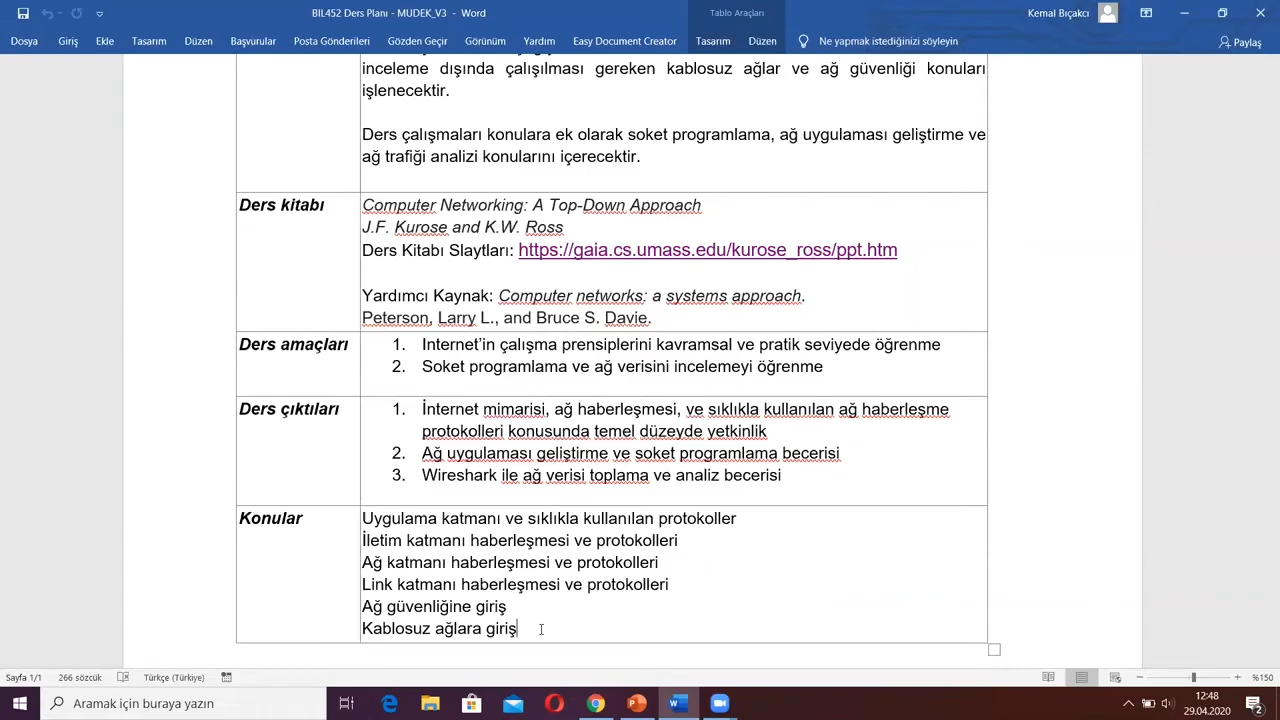 BIL452 Ders Planı - MUDEK_V3 - Word
Tablo Araçları
Kemal Bıçakcı
Dosya Giriş Ekle Tasarım Düzen Başvurular Posta Gönderileri Gözden Geçir Görünüm Yardım Easy Document Creator Tasarım Düzen Ne yapmak istediğinizi söyleyin Paylaş
inceleme dışında çalışılması gereken kablosuz ağlar ve ağ güvenliği konuları
işlenecektir.
Ders çalışmaları konulara ek olarak soket programlama, ağ uygulaması geliştirme ve
ağ trafiği analizi konularını içerecektir.
Ders kitabı
Computer Networking: A Top-Down Approach
J.F. Kurose and K.W. Ross
Ders Kitabı Slaytları: https://gaia.cs.umass.edu/kurose_ross/ppt.htm
Yardımcı Kaynak: Computer networks: a systems approach.
Peterson, Larry L., and Bruce S. Davie.
Ders amaçları
1. Internet'in çalışma prensiplerini kavramsal ve pratik seviyede öğrenme
2. Soket programlama ve ağ verisini incelemeyi öğrenme
Ders çıktıları
1. İnternet mimarisi, ağ haberleşmesi, ve sıklıkla kullanılan ağ haberleşme
protokolleri konusunda temel düzeyde yetkinlik
2. Ağ uygulaması geliştirme ve soket programlama becerisi
3. Wireshark ile ağ verisi toplama ve analiz becerisi
Konular
Uygulama katmanı ve sıklıkla kullanılan protokoller
İletim katmanı haberleşmesi ve protokolleri
Ağ katmanı haberleşmesi ve protokolleri
Link katmanı haberleşmesi ve protokolleri
Ağ güvenliğine giriş
Kablosuz ağlara giriş
Sayfa 1/1 266 sözcük Türkçe (Türkiye) %150
Aramak için buraya yazın
12:48
29.04.2020
2